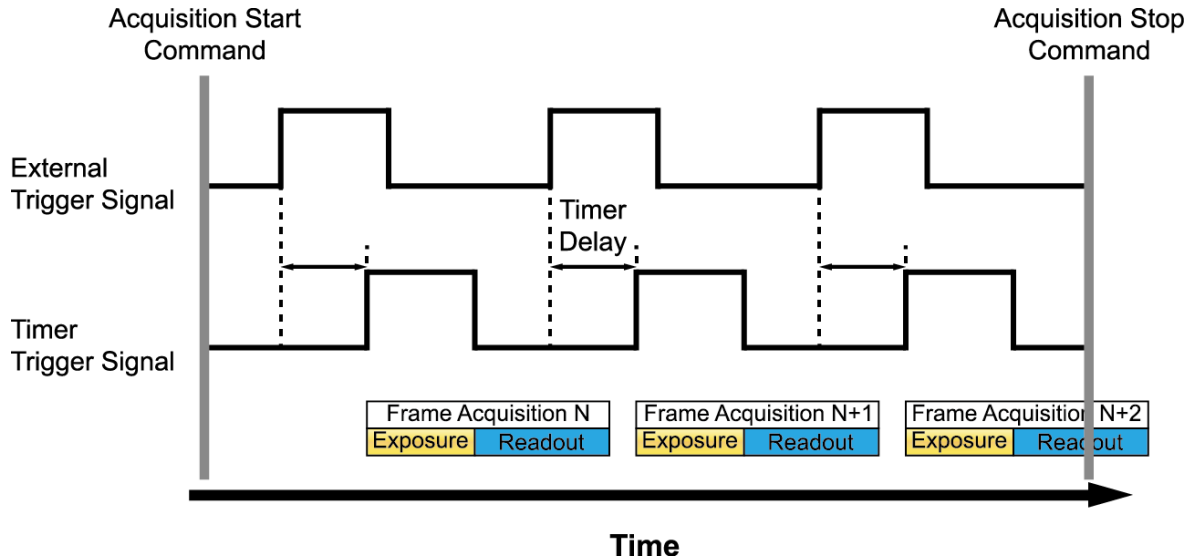 Acquisition Start
Command
Acquisition Stop
Command
External
Trigger Signal
Timer
Delay
Timer
Trigger Signal
Frame Acquisition N
Exposure
Readout
Frame Acquisition N+1
Exposure
Readout
Frame Acquisition N+2
Exposure
Readout
Time